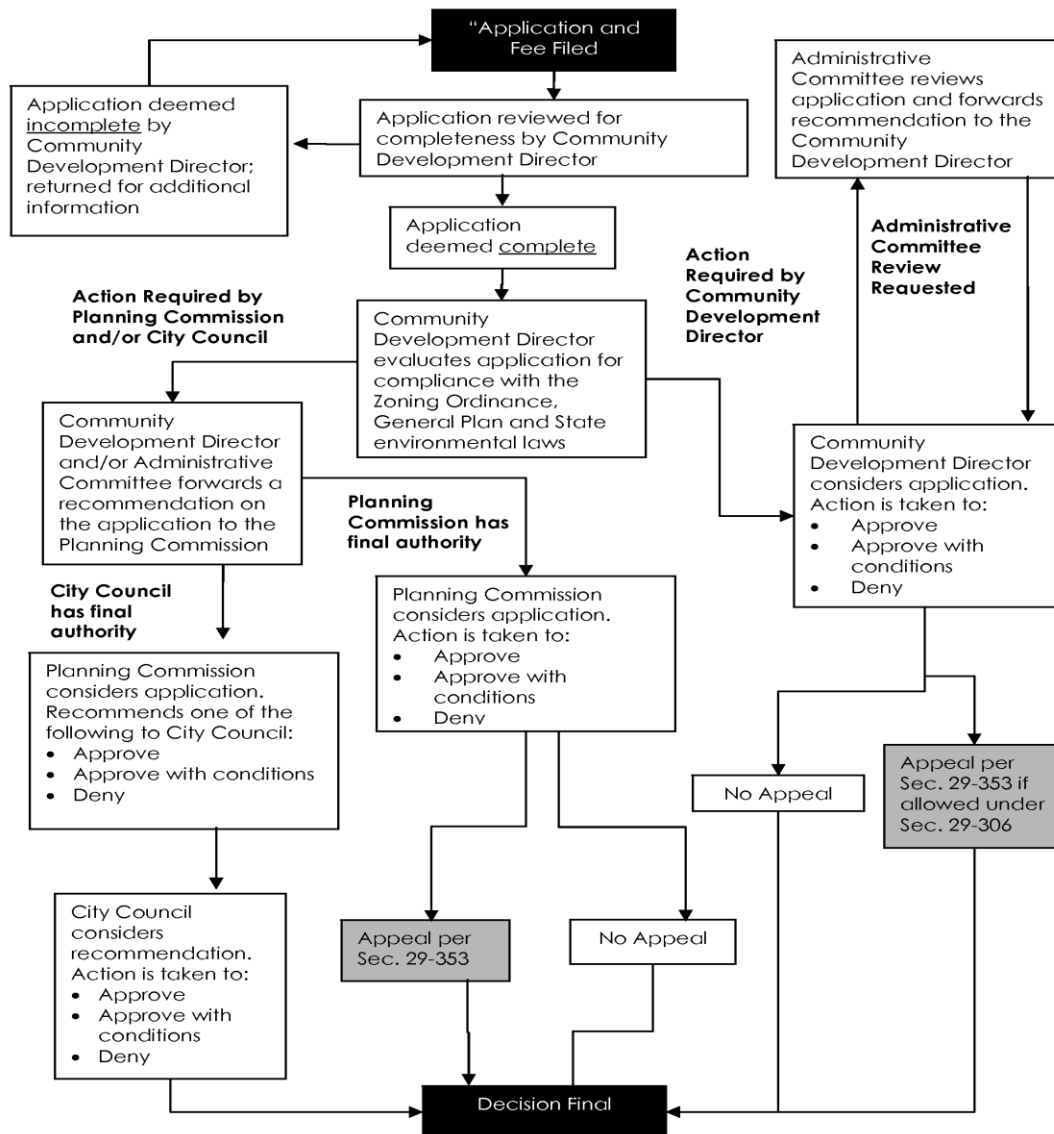 “Application and
Fee Filed
Administrative
Committee reviews
application and forwards
recommendation to the
Community
Development Director
Application deemed
incomplete by
Community
Development Director;
returned for additional
information
Application reviewed for
completeness by Community
Development Director
Application
deemed complete
Administrative
Committee
Review
Requested
Action
Required by
Community
Development
Director
Action Required by
Planning Commission
and/or City Council
Community
Development Director
evaluates application for
compliance with the
Zoning Ordinance,
General Plan and State
environmental laws
Community
Development Director
and/or Administrative
Committee forwards a
recommendation on
the application to the
Planning Commission
Community
Development Director
considers application.
Action is taken to:
• Approve
• Approve with
conditions
• Deny
Planning
Commission has
final authority
City Council
has final
authority
Planning Commission
considers application.
Action is taken to:
• Approve
• Approve with
conditions
• Deny
Planning Commission
considers application.
Recommends one of the
following to City Council:
• Approve
• Approve with conditions
• Deny
No Appeal
Appeal per
Sec. 29-353 if
allowed under
Sec. 29-306
City Council
considers
recommendation.
Action is taken to:
• Approve
• Approve with
conditions
• Deny
Appeal per
Sec. 29-353
No Appeal
Decision Final